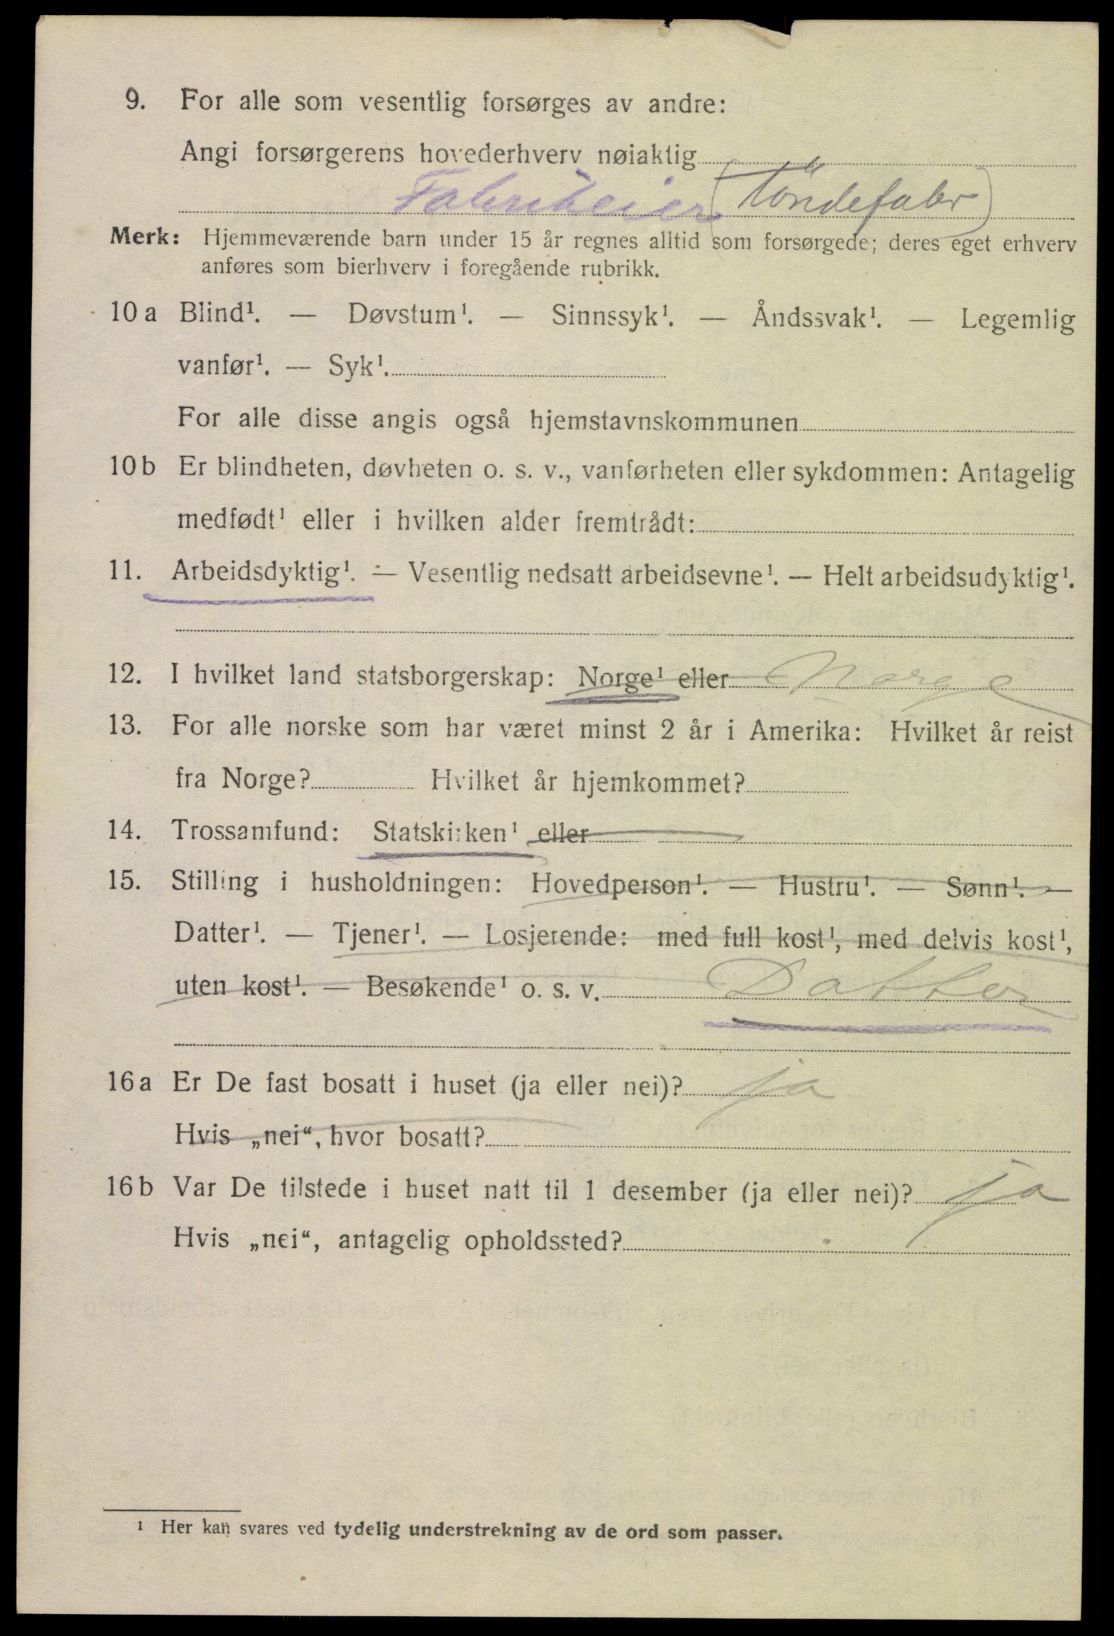 9. For alle som vesentlig forsørges av andre:
Angi forsørgerens hovederhverv nøiaktig
Fabrikeier (töndefabr)
Merk: Hjemmeværende barn under 15 år regnes alltid som forsørgede; deres eget erhverv
anføres som bierhverv i foregående rubrikk.
10 a Blind¹. — Døvstum¹. — Sinnssyk¹. — Åndssvak¹. — Legemlig
vanfør¹. — Syk¹.
For alle disse angis også hjemstavnskommunen
10 b Er blindheten, døvheten o. s. v., vanførheten eller sykdommen: Antagelig
medfødt¹ eller i hvilken alder fremtrådt:
11. Arbeidsdyktig¹. — Vesentlig nedsatt arbeidsevne¹. — Helt arbeidsudyktig¹.
12. I hvilket land statsborgerskap: Norge¹ eller Norge
13. For alle norske som har været minst 2 år i Amerika: Hvilket år reist
fra Norge? Hvilket år hjemkommet?
14. Trossamfund: Statskirken¹ eller
15. Stilling i husholdningen: Hovedperson¹. — Hustru¹. — Sønn¹. —
Datter¹. — Tjener¹. — Losjerende: med full kost¹, med delvis kost¹,
uten kost¹. — Besøkende¹ o. s. v. Datter
16 a Er De fast bosatt i huset (ja eller nei)? ja
Hvis „nei“, hvor bosatt?
16 b Var De tilstede i huset natt til 1 desember (ja eller nei)? ja
Hvis „nei“, antagelig opholdssted?
¹ Her kan svares ved tydelig understrekning av de ord som passer.